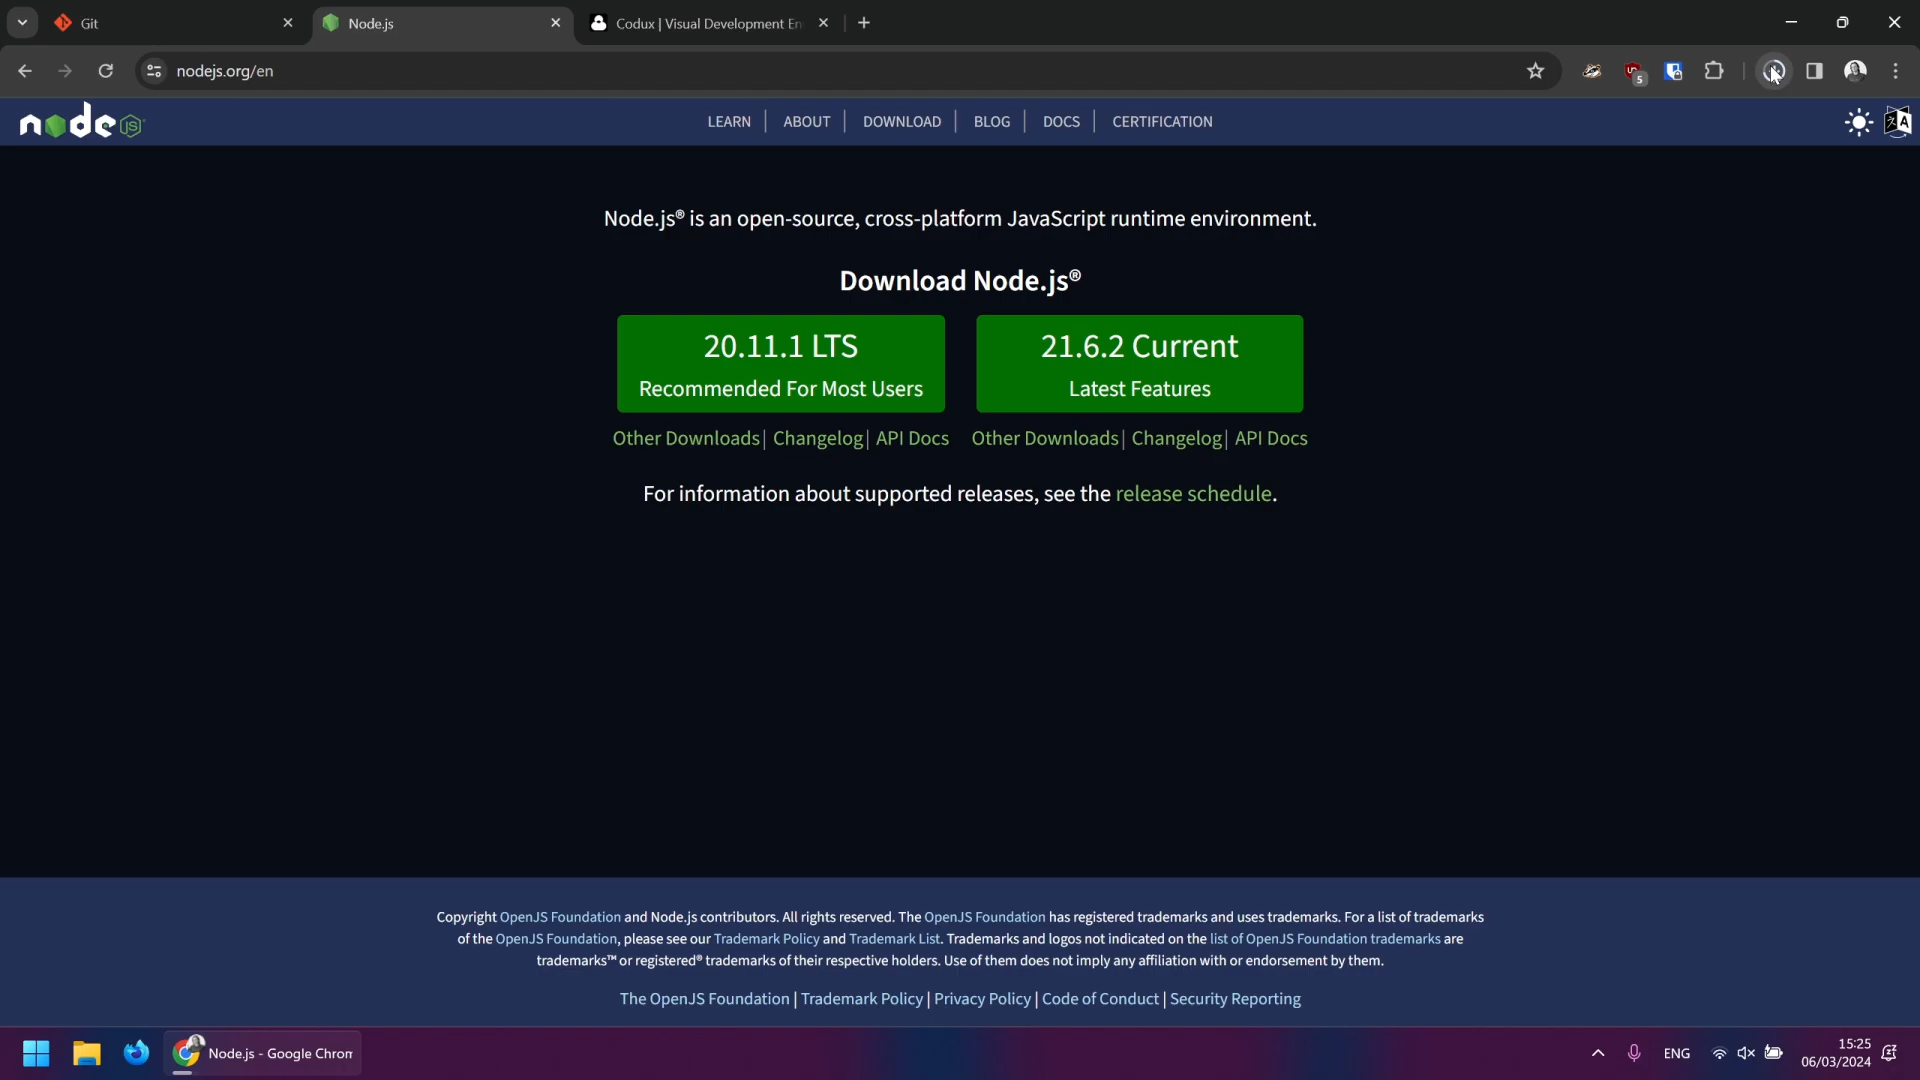 Git
Node.js
Codux | Visual Development En
nodejs.org/en
5
node JS
LEARN | ABOUT | DOWNLOAD | BLOG | DOCS | CERTIFICATION
Node.js® is an open-source, cross-platform JavaScript runtime environment.
Download Node.js®
20.11.1 LTS
Recommended For Most Users
21.6.2 Current
Latest Features
Other Downloads | Changelog | API Docs
Other Downloads | Changelog | API Docs
For information about supported releases, see the release schedule.
Copyright OpenJS Foundation and Node.js contributors. All rights reserved. The OpenJS Foundation has registered trademarks and uses trademarks. For a list of trademarks
of the OpenJS Foundation, please see our Trademark Policy and Trademark List. Trademarks and logos not indicated on the list of OpenJS Foundation trademarks are
trademarks™ or registered® trademarks of their respective holders. Use of them does not imply any affiliation with or endorsement by them.
The OpenJS Foundation | Trademark Policy | Privacy Policy | Code of Conduct | Security Reporting
Node.js - Google Chrom
ENG
15:25
06/03/2024